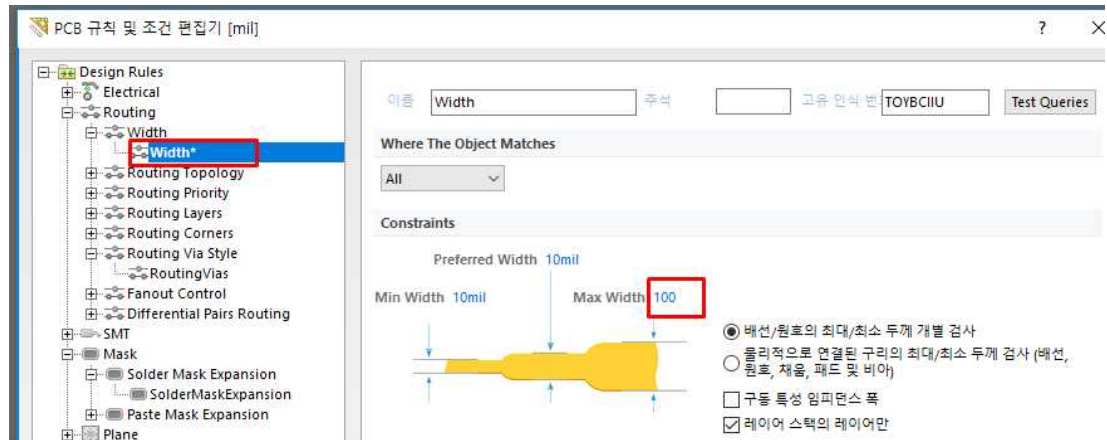 PCB 규칙 및 조건 편집기 [mil]
? ×
Design Rules
Electrical
Routing
Width
Width*
Routing Topology
Routing Priority
Routing Layers
Routing Corners
Routing Via Style
RoutingVias
Fanout Control
Differential Pairs Routing
SMT
Mask
Solder Mask Expansion
SolderMaskExpansion
Paste Mask Expansion
Plane
이름 Width 주석 고유 인식 번 TOYBCIIU Test Queries
Where The Object Matches
All
Constraints
Preferred Width 10mil
Min Width 10mil Max Width 100
배선/원호의 최대/최소 두께 개별 검사
물리적으로 연결된 구리의 최대/최소 두께 검사 (배선,
원호, 채움, 패드 및 비아)
구동 특성 임피던스 폭
레이어 스택의 레이어만